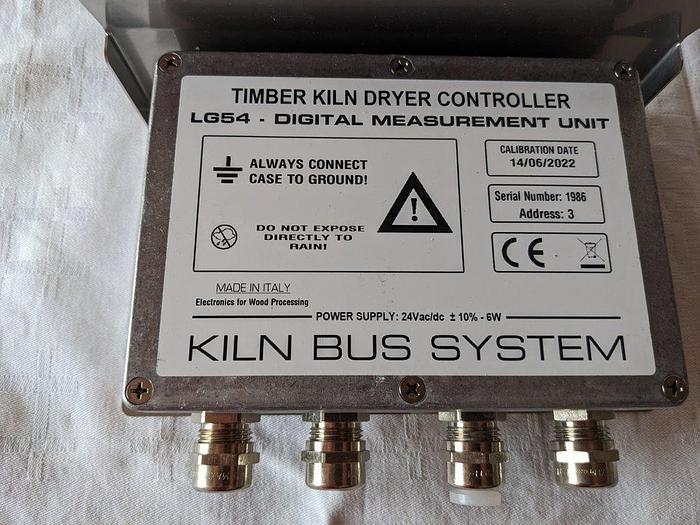 TIMBER KILN DRYER CONTROLLER
LG54 - DIGITAL MEASUREMENT UNIT
ALWAYS CONNECT
CASE TO GROUND!
DO NOT EXPOSE
DIRECTLY TO
RAIN!
CALIBRATION DATE
14/06/2022
Serial Number: 1986
Address: 3
CE
MADE IN ITALY
Electronics for Wood Processing
POWER SUPPLY: 24Vac/dc ± 10% - 6W
KILN BUS SYSTEM